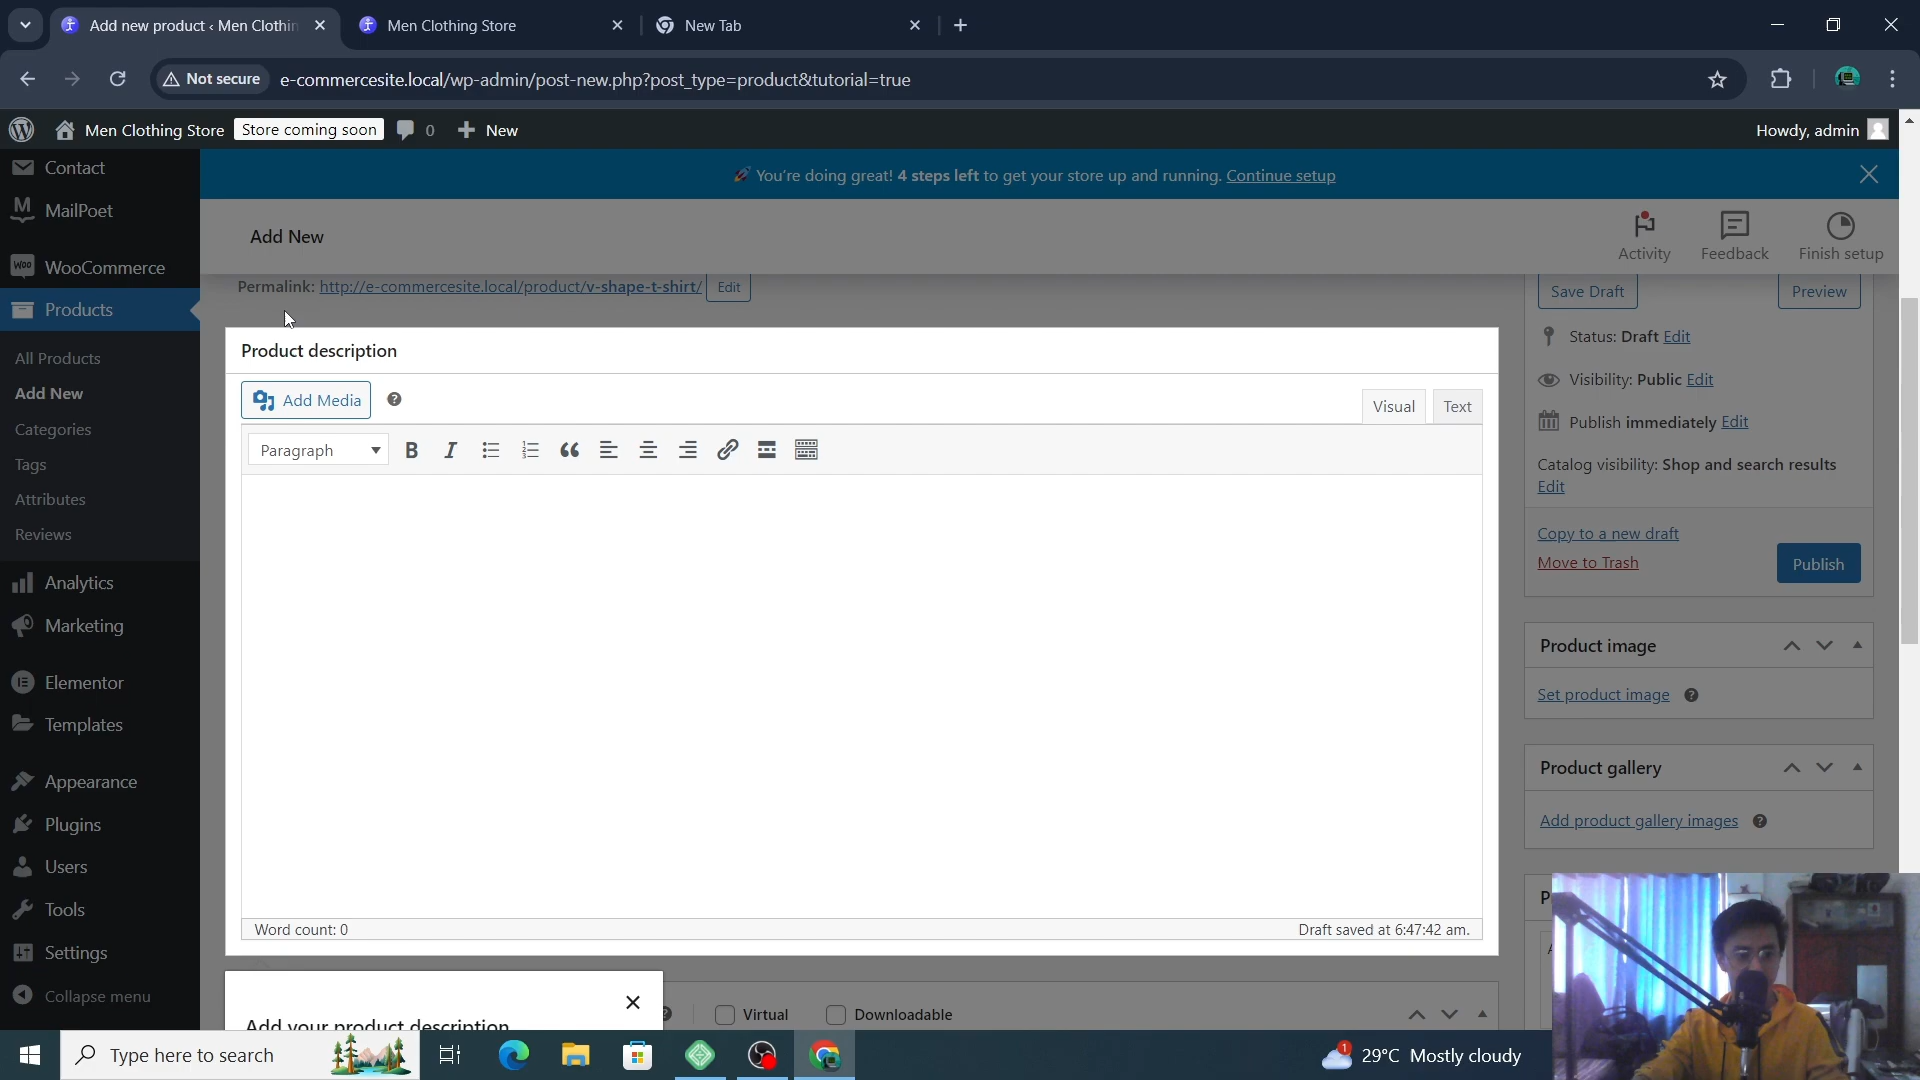 Add new product ‹ Men Clothin
Men Clothing Store
New Tab
Not secure
e-commercesite.local/wp-admin/post-new.php?post_type=product&tutorial=true
Men Clothing Store
Store coming soon
0
New
Howdy, admin
Contact
MailPoet
WooCommerce
Products
All Products
Add New
Categories
Tags
Attributes
Reviews
Analytics
Marketing
Elementor
Templates
Appearance
Plugins
Users
Tools
Settings
Collapse menu
🚀 You're doing great! 4 steps left to get your store up and running. Continue setup
Add New
Activity
Feedback
Finish setup
Permalink: http://e-commercesite.local/product/v-shape-t-shirt/
Edit
Product description
Add Media
Visual
Text
Paragraph
Word count: 0
Draft saved at 6:47:42 am.
Add your product description
Virtual
Downloadable
Save Draft
Preview
Status: Draft Edit
Visibility: Public Edit
Publish immediately Edit
Catalog visibility: Shop and search results
Edit
Copy to a new draft
Move to Trash
Publish
Product image
Set product image
Product gallery
Add product gallery images
Type here to search
1
29°C Mostly cloudy